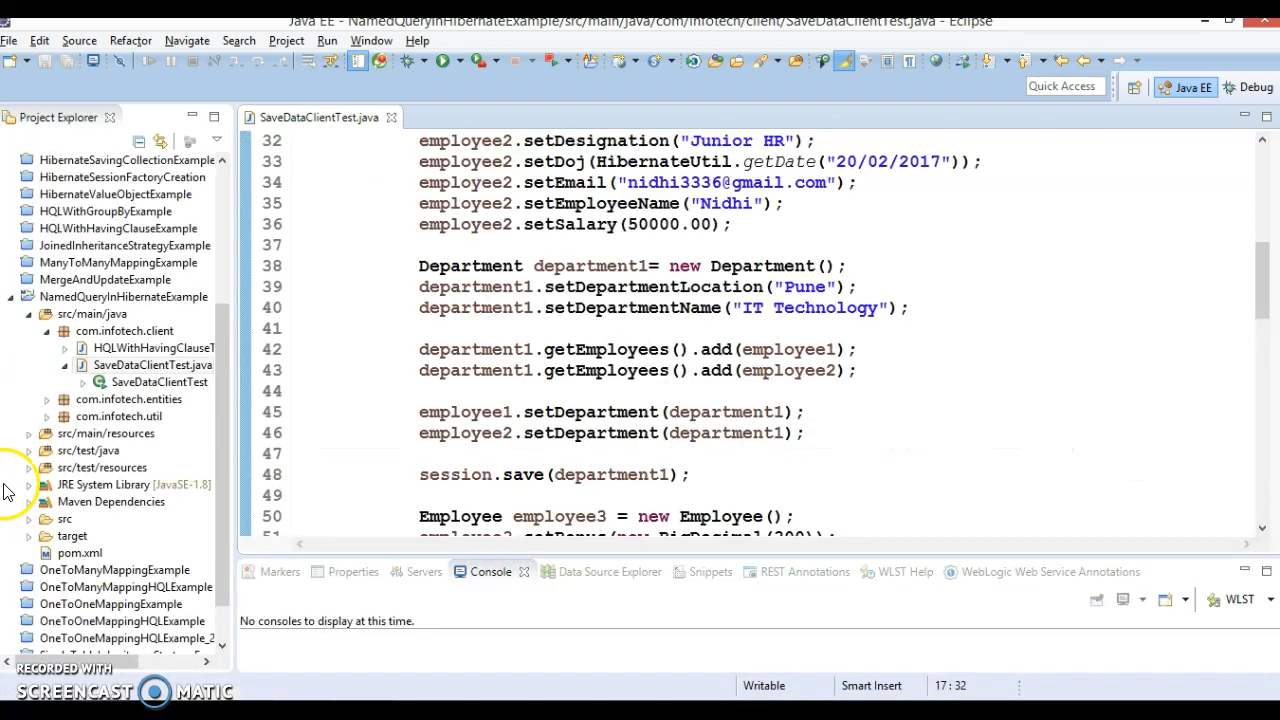 Java EE - NamedQueryInHibernateExample/src/main/java/com/infotech/client/SaveDataClientTest.java - Eclipse
File Edit Source Refactor Navigate Search Project Run Window Help
Quick Access
Java EE
Debug
Project Explorer
SaveDataClientTest.java
HibernateSavingCollectionExample
HibernateSessionFactoryCreation
HibernateValueObjectExample
HQLWithGroupByExample
HQLWithHavingClauseExample
JoinedInheritanceStrategyExample
ManyToManyMappingExample
MergeAndUpdateExample
NamedQueryInHibernateExample
src/main/java
com.infotech.client
HQLWithHavingClauseT
SaveDataClientTest.java
SaveDataClientTest
com.infotech.entities
com.infotech.util
src/main/resources
src/test/java
src/test/resources
JRE System Library [JavaSE-1.8]
Maven Dependencies
src
target
pom.xml
OneToManyMappingExample
OneToManyMappingHQLExample
OneToOneMappingExample
OneToOneMappingHQLExample
OneToOneMappingHQLExample_2
32 employee2.setDesignation("Junior HR");
33 employee2.setDoj(HibernateUtil.getDate("20/02/2017"));
34 employee2.setEmail("nidhi3336@gmail.com");
35 employee2.setEmployeeName("Nidhi");
36 employee2.setSalary(50000.00);
37
38 Department department1= new Department();
39 department1.setDepartmentLocation("Pune");
40 department1.setDepartmentName("IT Technology");
41
42 department1.getEmployees().add(employee1);
43 department1.getEmployees().add(employee2);
44
45 employee1.setDepartment(department1);
46 employee2.setDepartment(department1);
47
48 session.save(department1);
49
50 Employee employee3 = new Employee();
51 employee3.setBonus(new BigDecimal(300));
Markers Properties Servers Console Data Source Explorer Snippets REST Annotations WLST Help WebLogic Web Service Annotations
WLST
No consoles to display at this time.
RECORDED WITH
SCREENCAST MATIC
Writable
Smart Insert
17 : 32